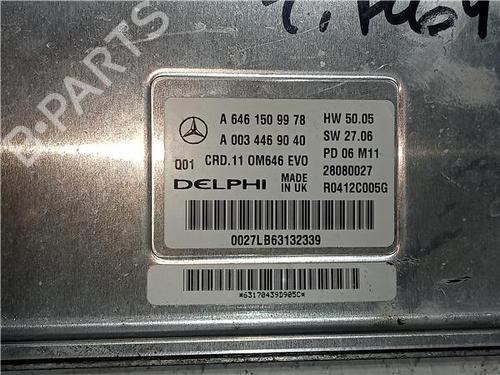 B-PARTS
A 646 150 99 78 HW 50.05
A 003 446 90 40 SW 27.06
Q01 CRD.11 OM646 EVO PD 06 M11
DELPHI MADE IN UK 28080027
R0412C005G
0027LB63132339
*63170439D905C*